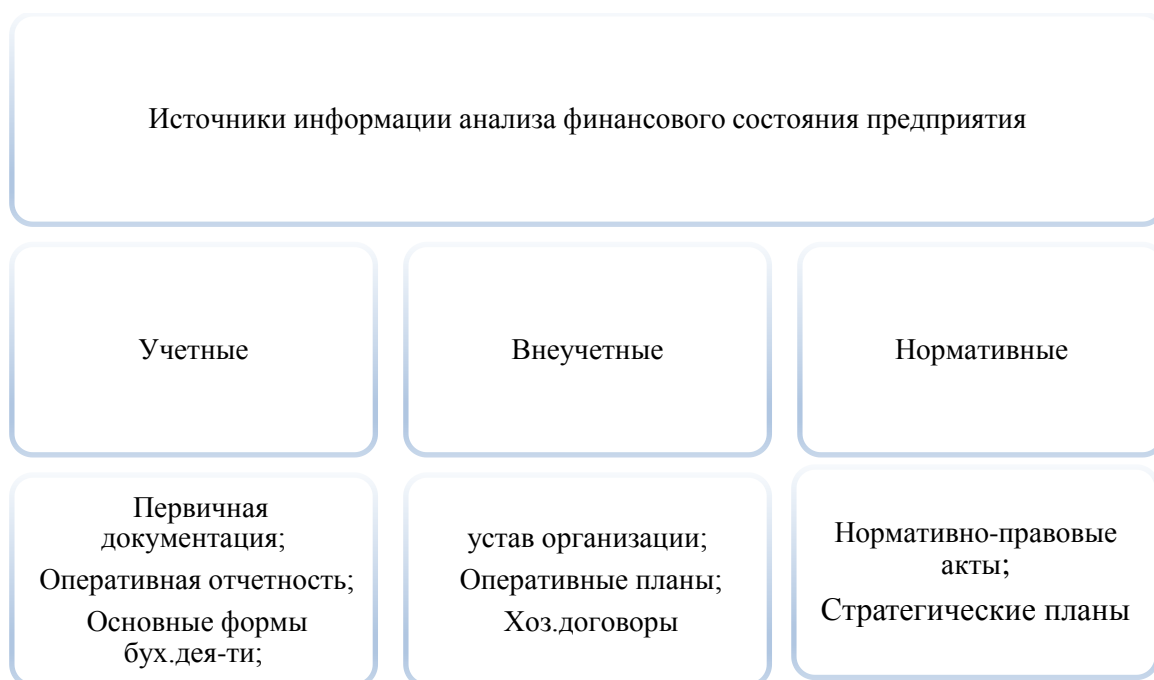 Источники информации анализа финансового состояния предприятия
Учетные
Внеучетные
Нормативные
Первичная
документация;
Оперативная отчетность;
Основные формы
бух.дея-ти;
устав организации;
Оперативные планы;
Хоз.договоры
Нормативно-правовые
акты;
Стратегические планы